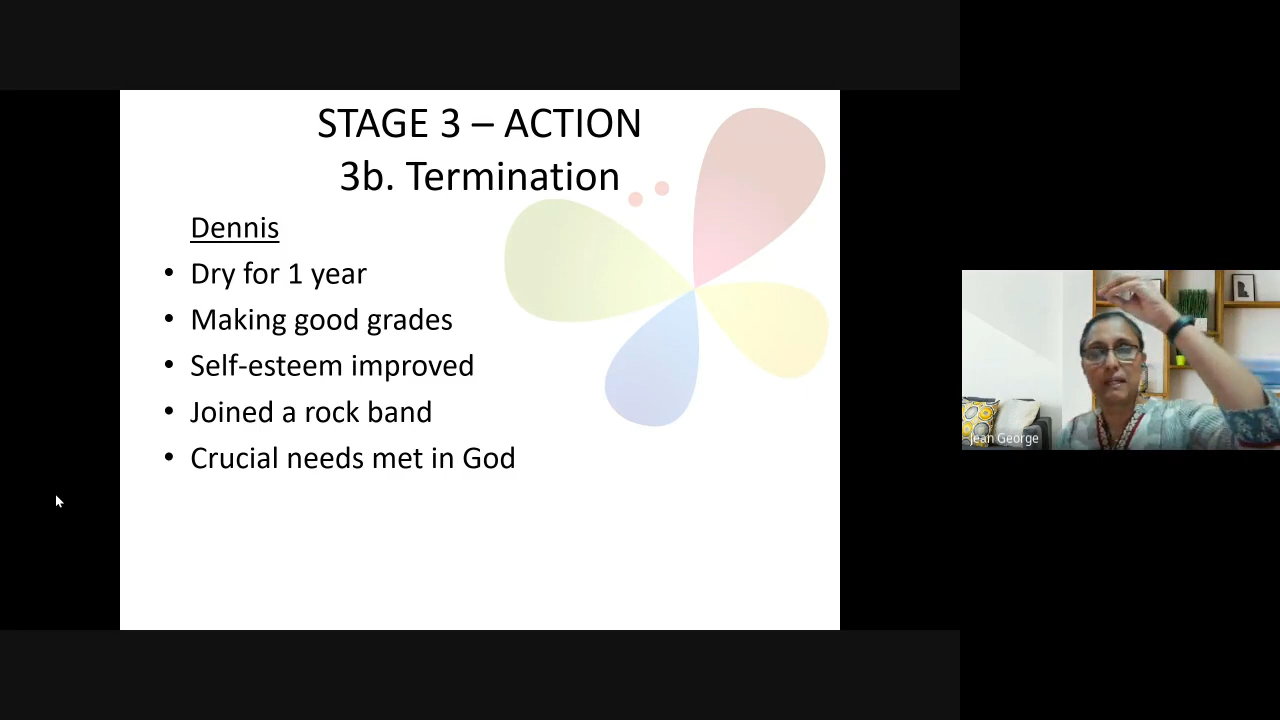 STAGE 3 – ACTION
3b. Termination
Dennis
• Dry for 1 year
• Making good grades
• Self-esteem improved
• Joined a rock band
• Crucial needs met in God
Jean George